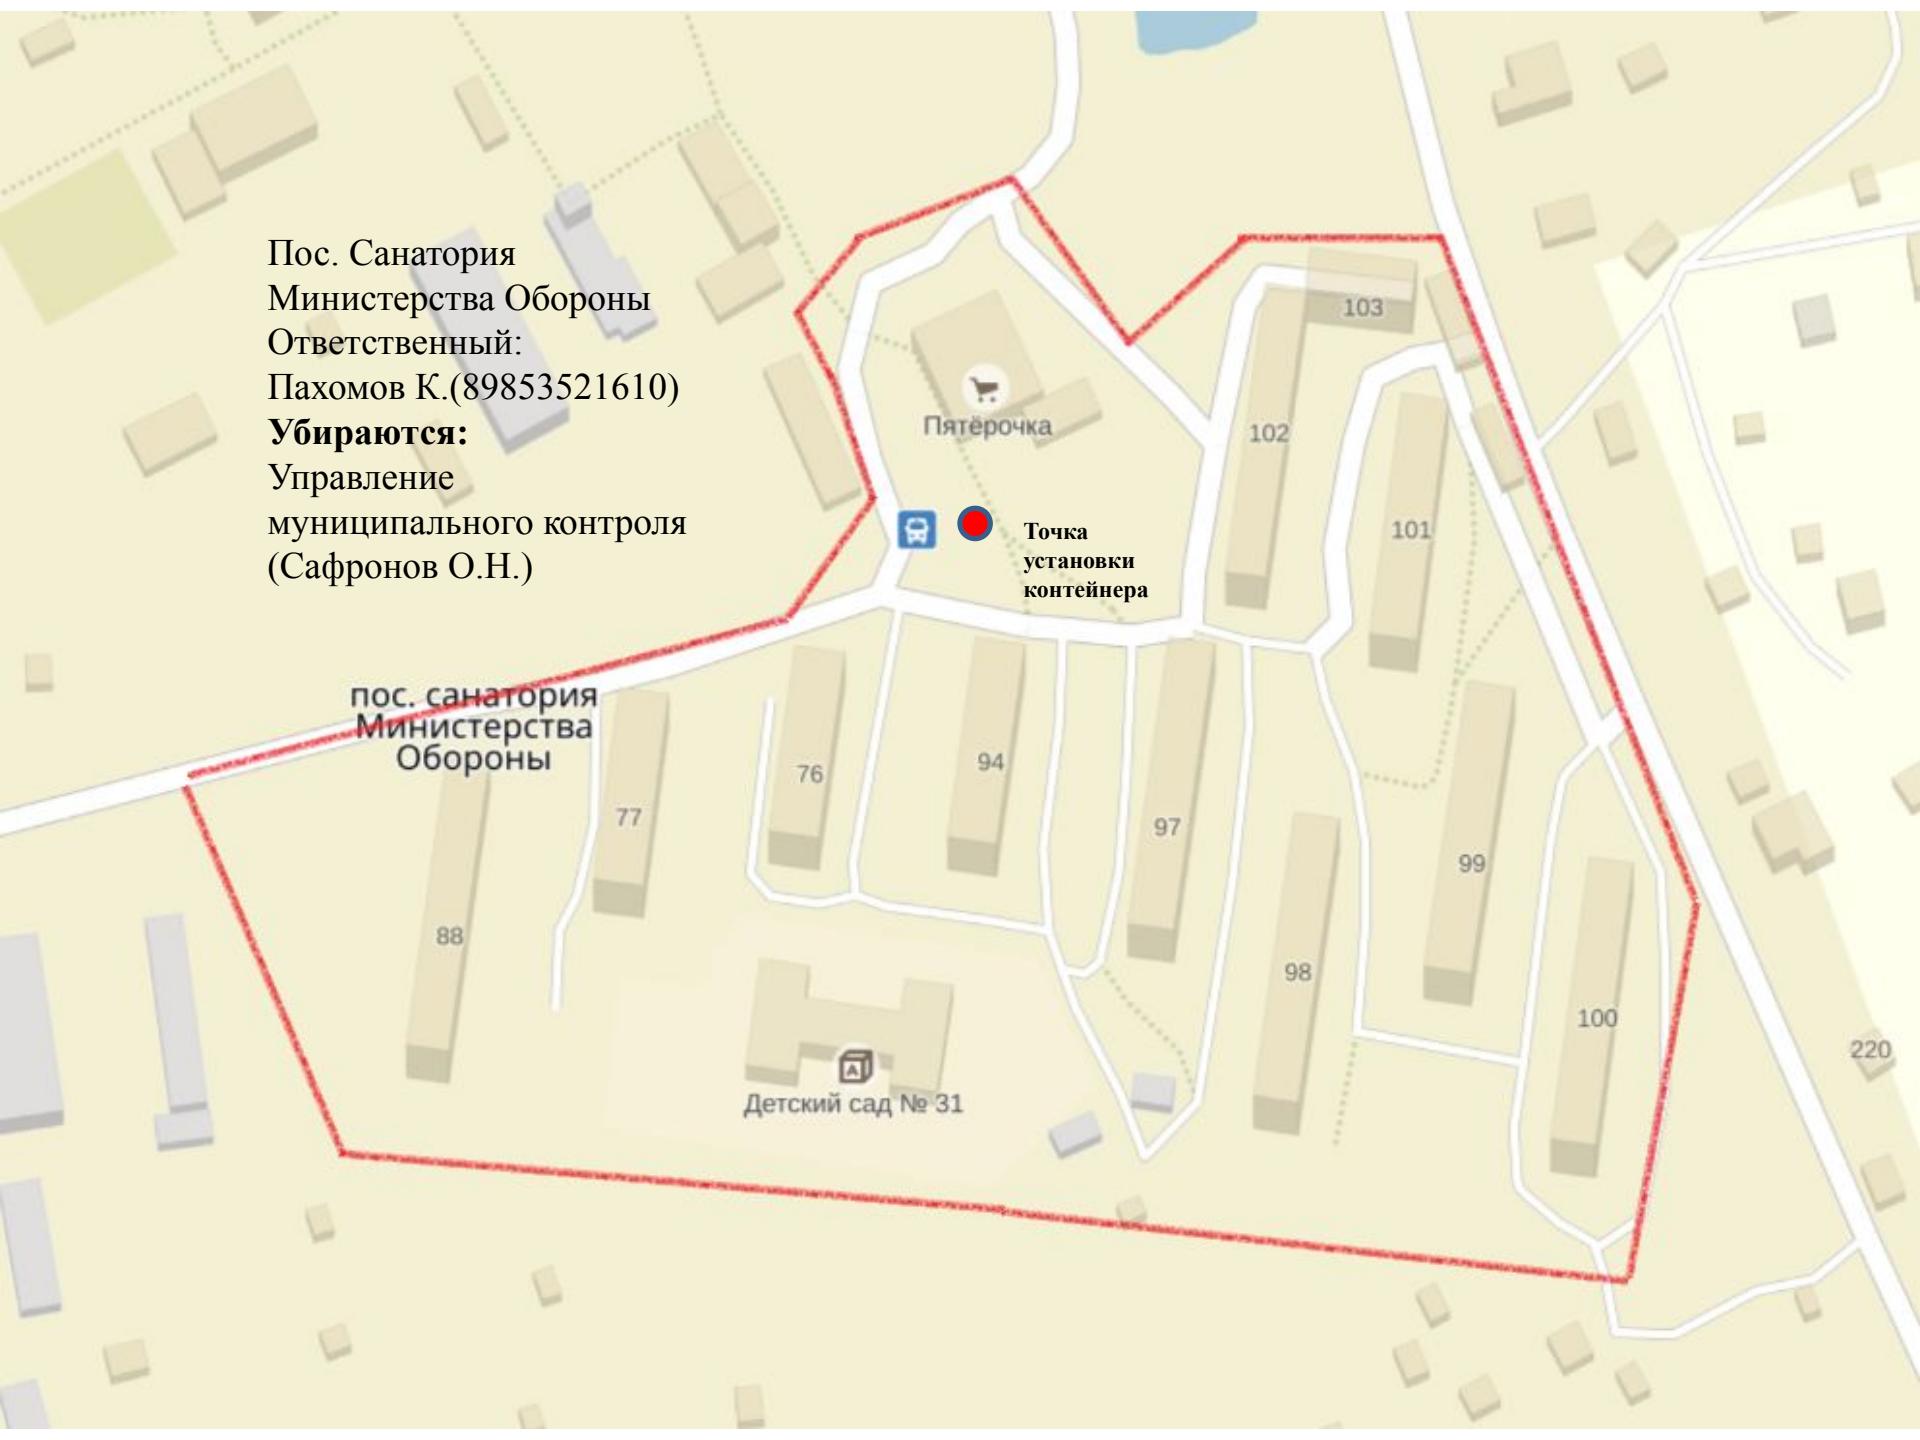 Пос. Санатория
Министерства Обороны
Ответственный:
Пахомов К.(89853521610)
Убираются:
Управление
муниципального контроля
(Сафронов О.Н.)
103
Пятёрочка
102
101
Точка
установки
контейнера
пос. санатория
Министерства
Обороны
76
94
77
97
99
88
98
100
220
Детский сад № 31